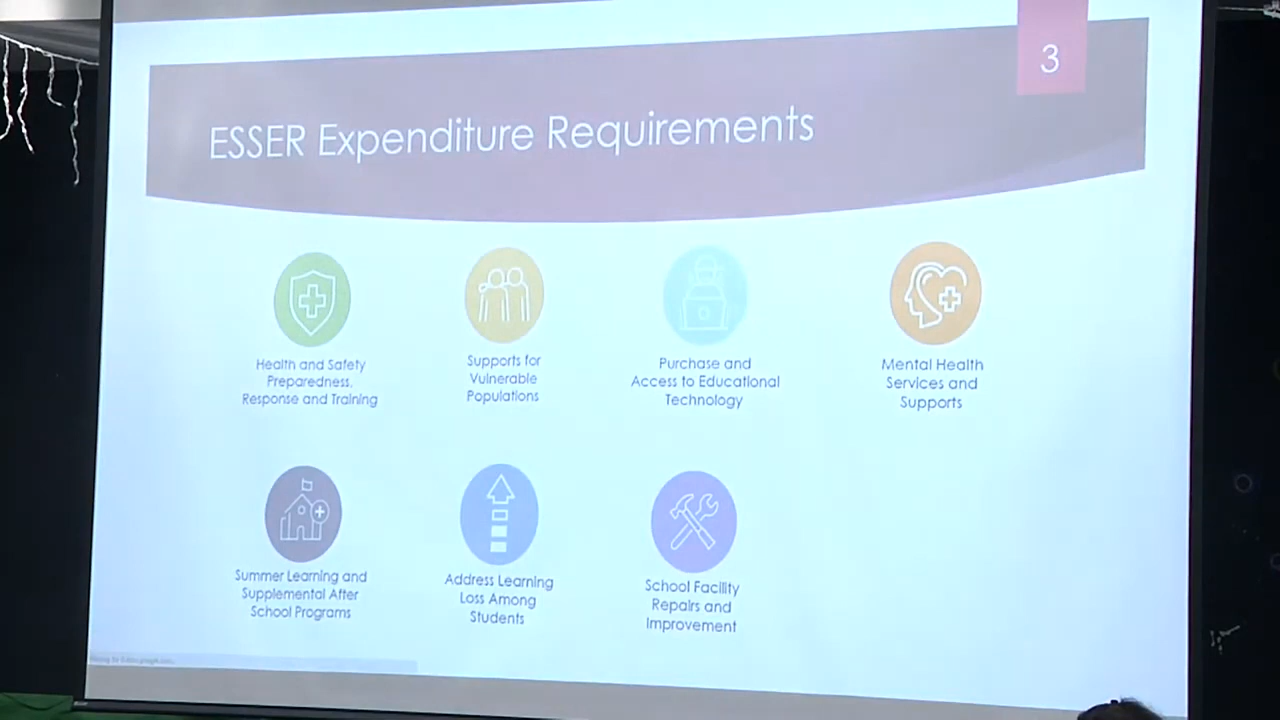 3
ESSER Expenditure Requirements
Health and Safety
Preparedness,
Response and Training
Supports for
Vulnerable
Populations
Purchase and
Access to Educational
Technology
Mental Health
Services and
Supports
Summer Learning and
Supplemental After
School Programs
Address Learning
Loss Among
Students
School Facility
Repairs and
Improvement